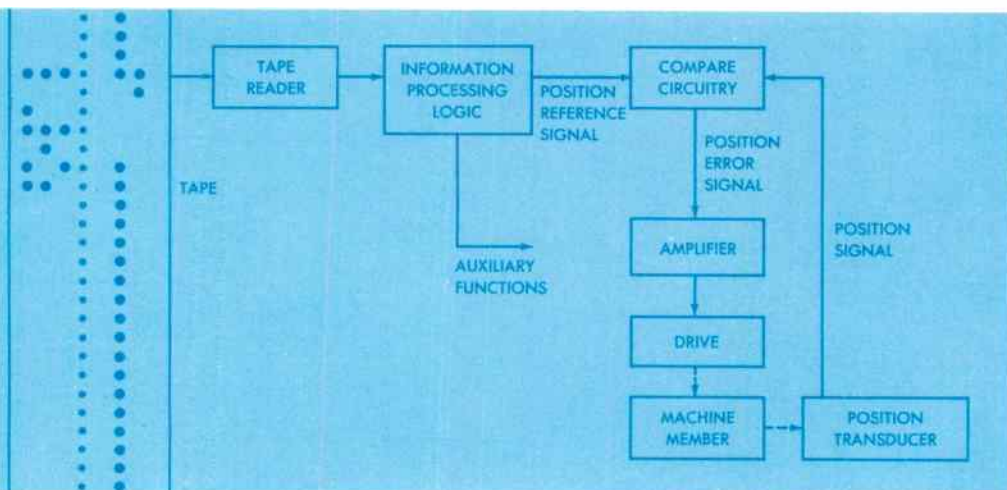 TAPE
READER
INFORMATION
PROCESSING
LOGIC
POSITION
REFERENCE
SIGNAL
COMPARE
CIRCUITRY
POSITION
ERROR
SIGNAL
TAPE
POSITION
SIGNAL
AUXILIARY
FUNCTIONS
AMPLIFIER
DRIVE
MACHINE
MEMBER
POSITION
TRANSDUCER